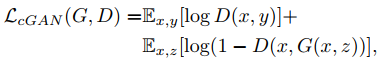 ℒ_{cGAN}(G, D) = 𝔼_{x,y}[log D(x, y)]+
𝔼_{x,z}[log(1 − D(x, G(x, z))],